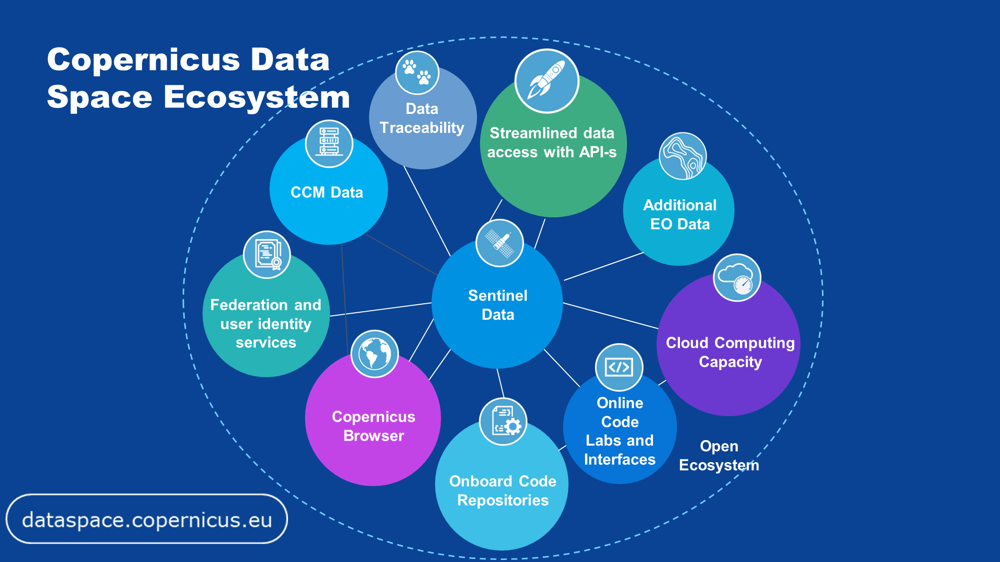 Copernicus Data
Space Ecosystem
Data
Traceability
Streamlined data
access with API-s
CCM Data
Additional
EO Data
Federation and
user identity
services
Sentinel
Data
Cloud Computing
Capacity
Copernicus
Browser
Online
Code
Labs and
Interfaces
</>
Open
Ecosystem
Onboard Code
Repositories
dataspace.copernicus.eu